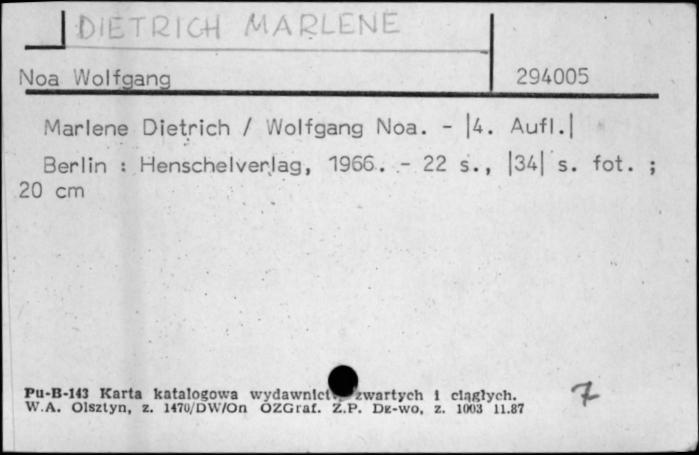 DIETRICH MARLENE
Noa Wolfgang 294005
Marlene Dietrich / Wolfgang Noa. - |4. Aufl.|
Berlin : Henschelverlag, 1966. - 22 s., |34| s. fot. ;
20 cm
Pu-B-143 Karta katalogowa zwartych i ciągłych.
W.A. Olsztyn, z. 1470/DW/On OZGraf. Z.P. Dz-wo, z. 1003 11.87
7